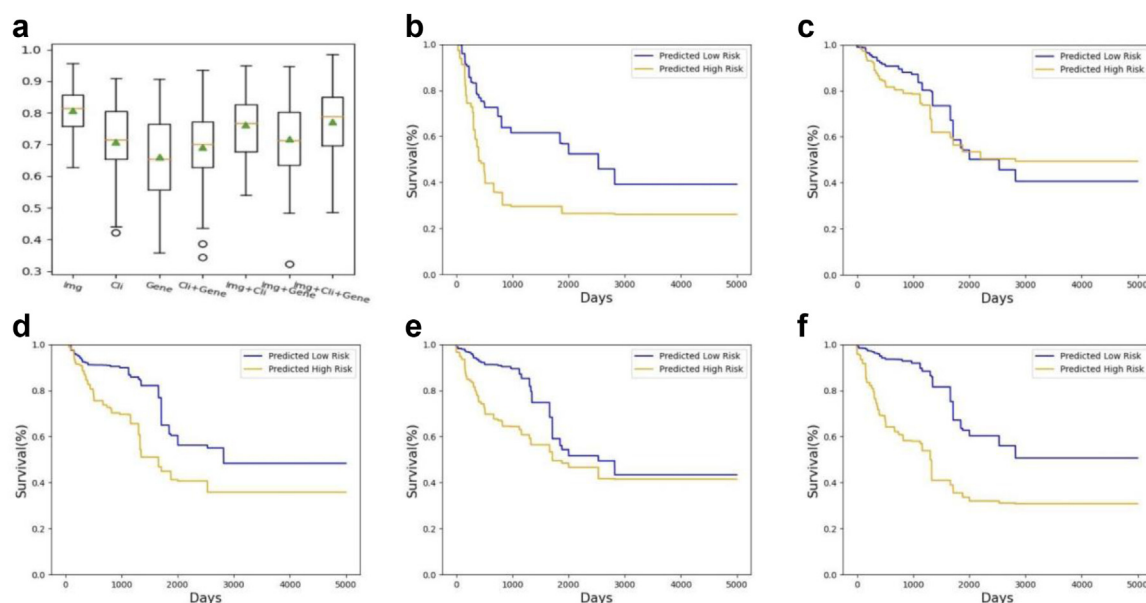 a
1.0
0.9
0.8
0.7
0.6
0.5
0.4
0.3
Img
Cli
Gene
Cli+Gene
Img+Cli
Img+Gene
Img+Cli+Gene
b
Predicted Low Risk
Predicted High Risk
Survival(%)
1.0
0.8
0.6
0.4
0.2
0.0
0 1000 2000 3000 4000 5000
Days
c
Predicted Low Risk
Predicted High Risk
Survival(%)
1.0
0.8
0.6
0.4
0.2
0.0
0 1000 2000 3000 4000 5000
Days
d
Predicted Low Risk
Predicted High Risk
Survival(%)
1.0
0.8
0.6
0.4
0.2
0.0
0 1000 2000 3000 4000 5000
Days
e
Predicted Low Risk
Predicted High Risk
Survival(%)
1.0
0.8
0.6
0.4
0.2
0.0
0 1000 2000 3000 4000 5000
Days
f
Predicted Low Risk
Predicted High Risk
Survival(%)
1.0
0.8
0.6
0.4
0.2
0.0
0 1000 2000 3000 4000 5000
Days